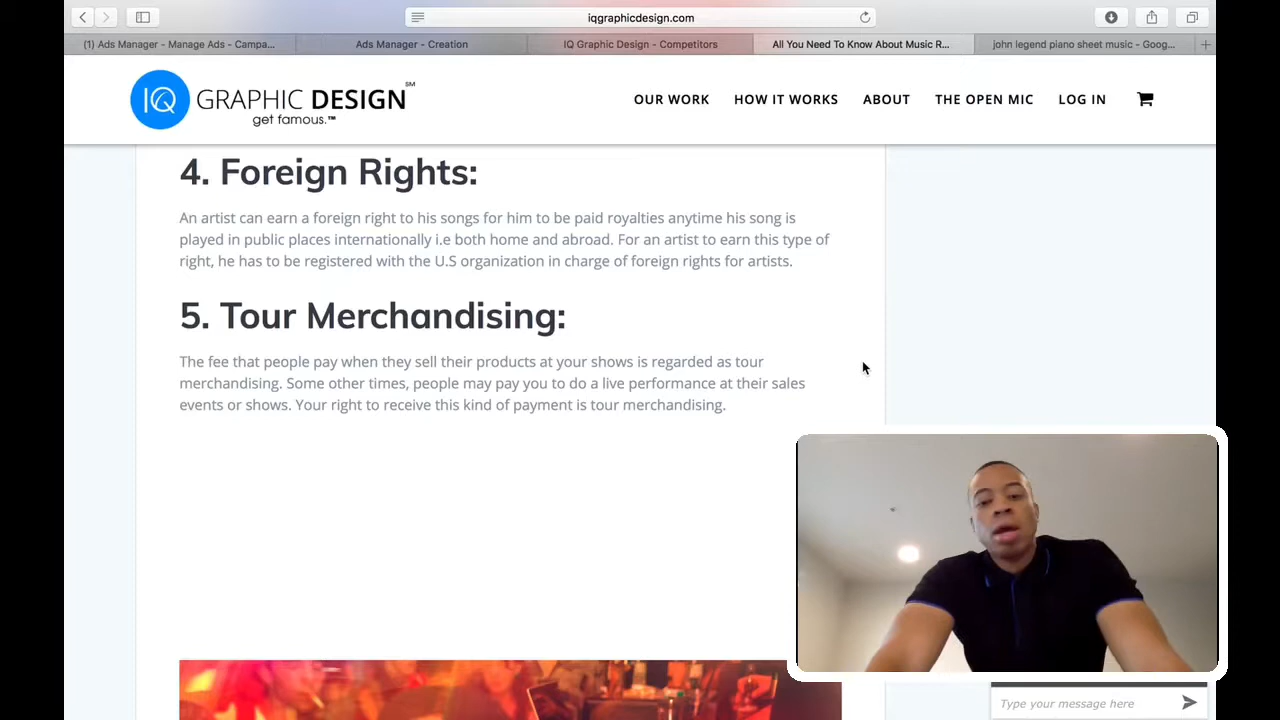 iqgraphicdesign.com
(1) Ads Manager - Manage Ads - Campa...
Ads Manager - Creation
IQ Graphic Design - Competitors
All You Need To Know About Music R...
john legend piano sheet music - Goog...
IQ GRAPHIC DESIGN℠
get famous.™
OUR WORK
HOW IT WORKS
ABOUT
THE OPEN MIC
LOG IN
4. Foreign Rights:
An artist can earn a foreign right to his songs for him to be paid royalties anytime his song is
played in public places internationally i.e both home and abroad. For an artist to earn this type of
right, he has to be registered with the U.S organization in charge of foreign rights for artists.
5. Tour Merchandising:
The fee that people pay when they sell their products at your shows is regarded as tour
merchandising. Some other times, people may pay you to do a live performance at their sales
events or shows. Your right to receive this kind of payment is tour merchandising.
Type your message here